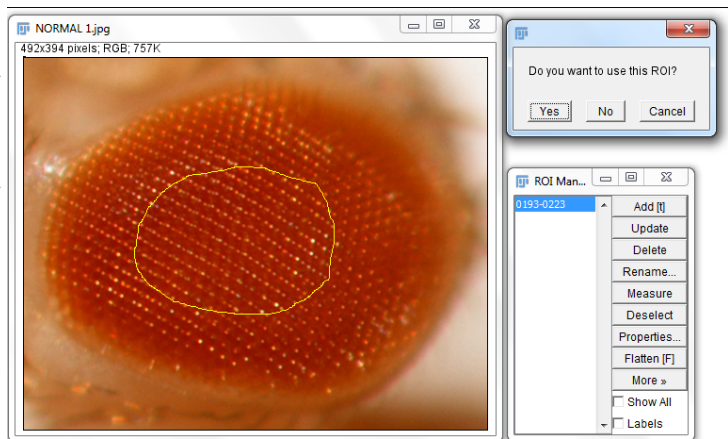 NORMAL 1.jpg
492x394 pixels; RGB; 757K
Do you want to use this ROI?
Yes No Cancel
ROI Man...
0193-0223
Add [t]
Update
Delete
Rename...
Measure
Deselect
Properties...
Flatten [F]
More »
Show All
Labels